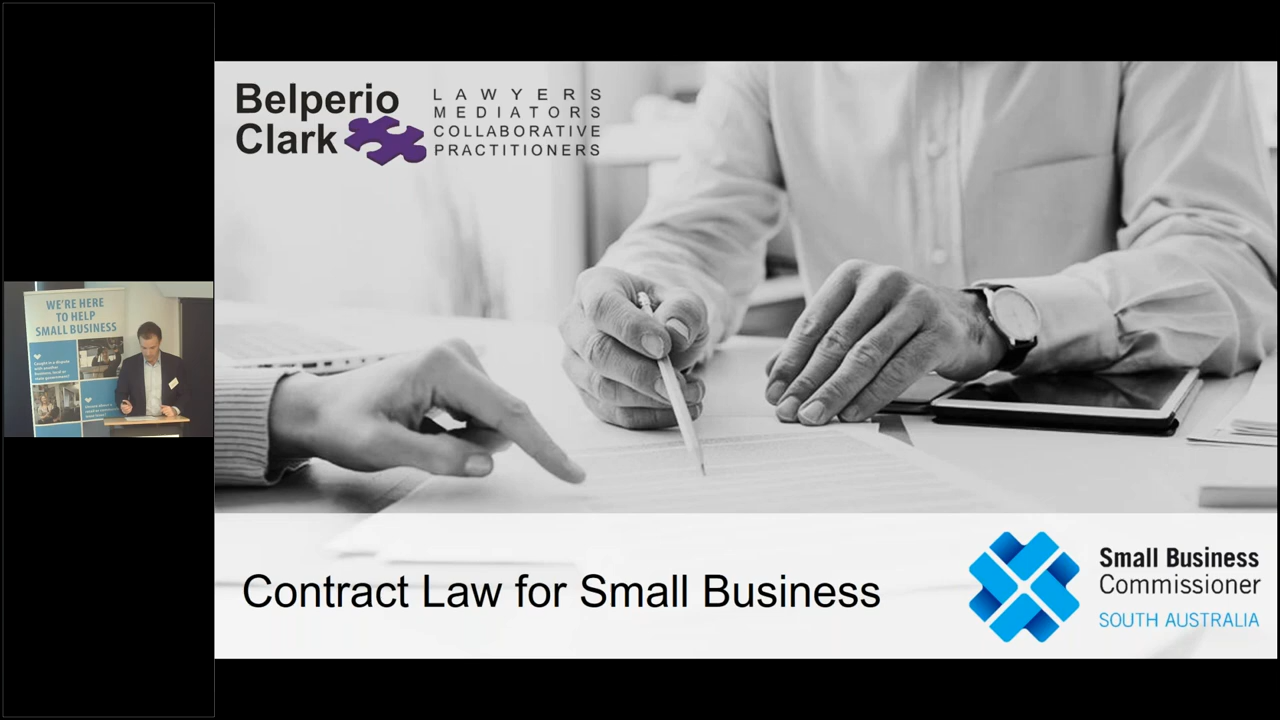 Belperio
Clark
LAWYERS
MEDIATORS
COLLABORATIVE
PRACTITIONERS
WE'RE HERE
TO HELP
SMALL BUSINESS
Contract Law for Small Business
Small Business
Commissioner
SOUTH AUSTRALIA